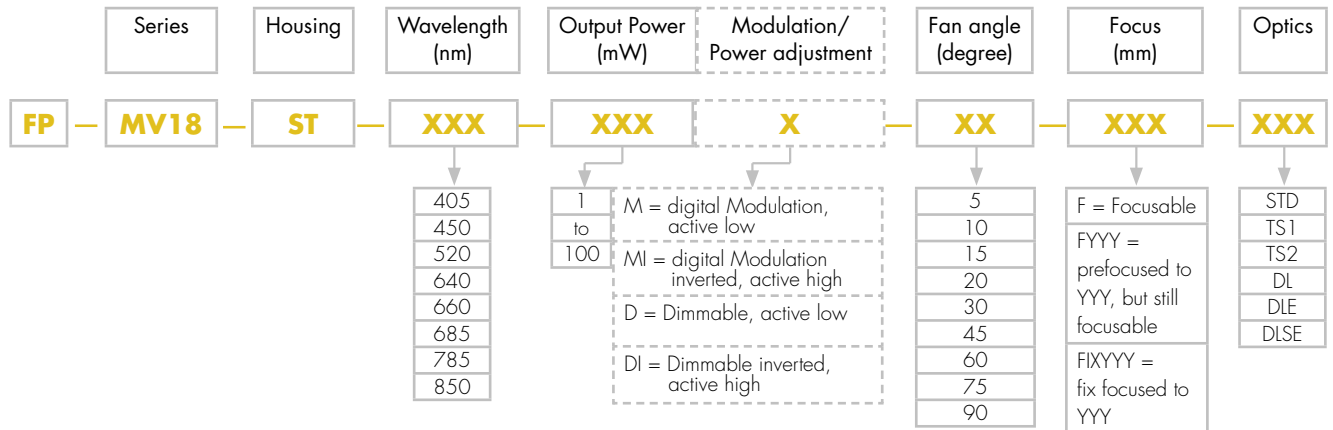 Series
Housing
Wavelength
(nm)
Output Power
(mW)
Modulation/
Power adjustment
Fan angle
(degree)
Focus
(mm)
Optics
FP — MV18 — ST — XXX — XXX X — XX — XXX — XXX
405
450
520
640
660
685
785
850
1
to
100
M = digital Modulation,
active low
MI = digital Modulation
inverted, active high
D = Dimmable, active low
DI = Dimmable inverted,
active high
5
10
15
20
30
45
60
75
90
F = Focusable
FYYY =
prefocused to
YYY, but still
focusable
FIXYYY =
fix focused to
YYY
STD
TS1
TS2
DL
DLE
DLSE